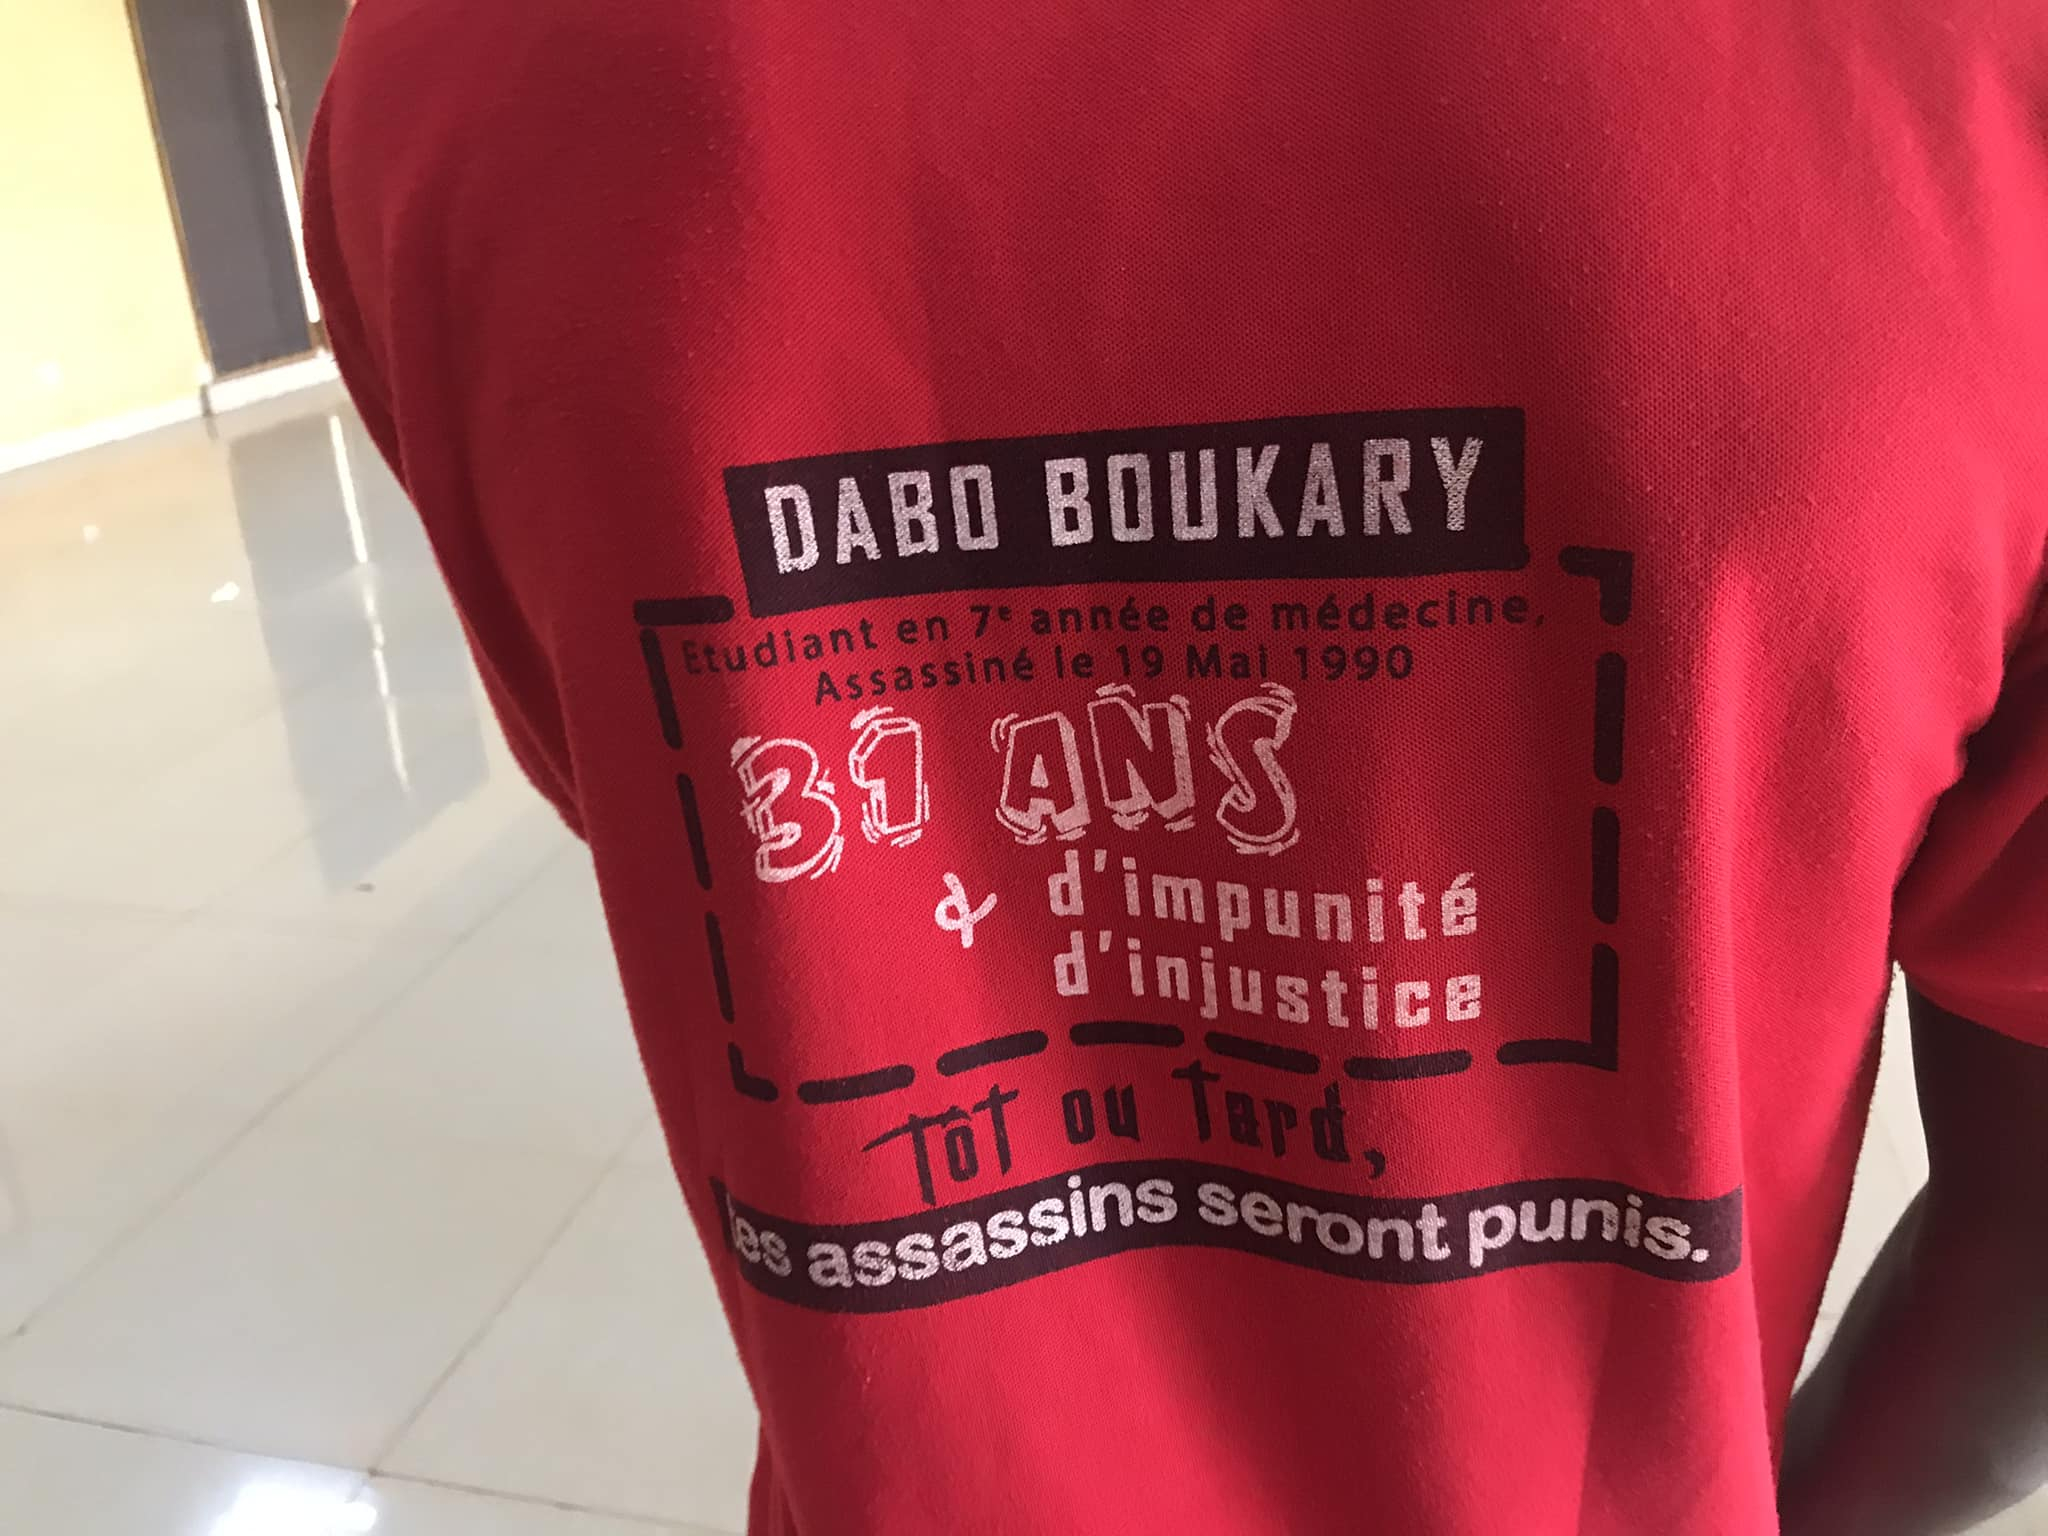 DABO BOUKARY
Etudiant en 7e année de médecine,
Assassiné le 19 Mai 1990
31 ANS
& d'impunité
d'injustice
Tôt ou Tard,
les assassins seront punis.